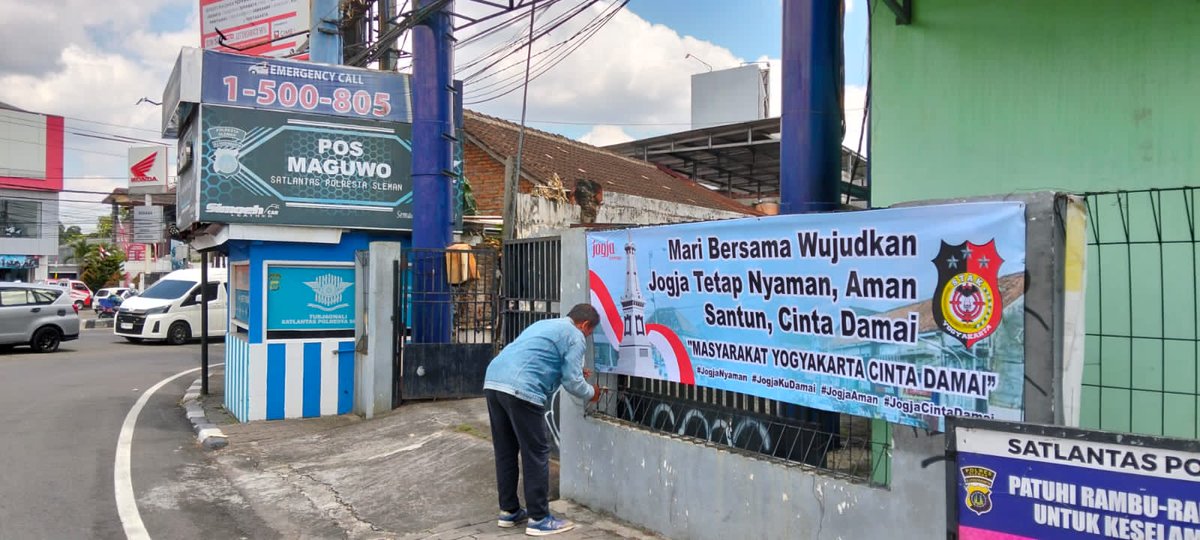 EMERGENCY CALL
1-500-805
POS
MAGUWO
SATLANTAS POLRESTA SLEMAN
HONDA
TURJAGWALI
SATLANTAS POLRESTA
jogja
Mari Bersama Wujudkan
Jogja Tetap Nyaman, Aman
Santun, Cinta Damai
"MASYARAKAT YOGYAKARTA CINTA DAMAI"
#JogjaNyaman #JogjaKuDamai #JogjaAman #JogjaCintaDamai
YOGYAKARTA
SATLANTAS PO
PATUHI RAMBU-RA
UNTUK KESELA